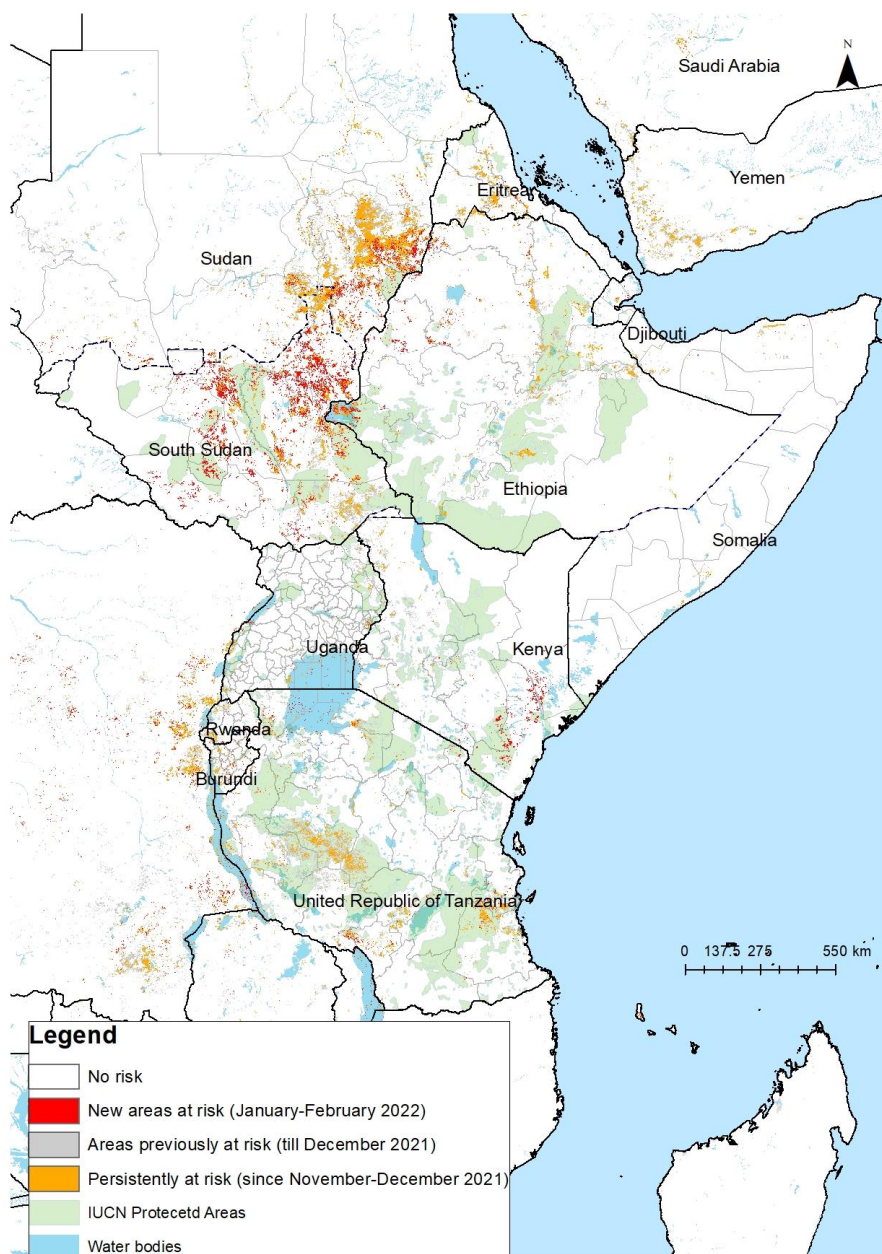 N
Saudi Arabia
Yemen
Eritrea
Sudan
Djibouti
South Sudan
Ethiopia
Somalia
Uganda
Kenya
Rwanda
Burundi
United Republic of Tanzania
0 137.5 275 550 km
Legend
No risk
New areas at risk (January-February 2022)
Areas previously at risk (till December 2021)
Persistently at risk (since November-December 2021)
IUCN Protecetd Areas
Water bodies